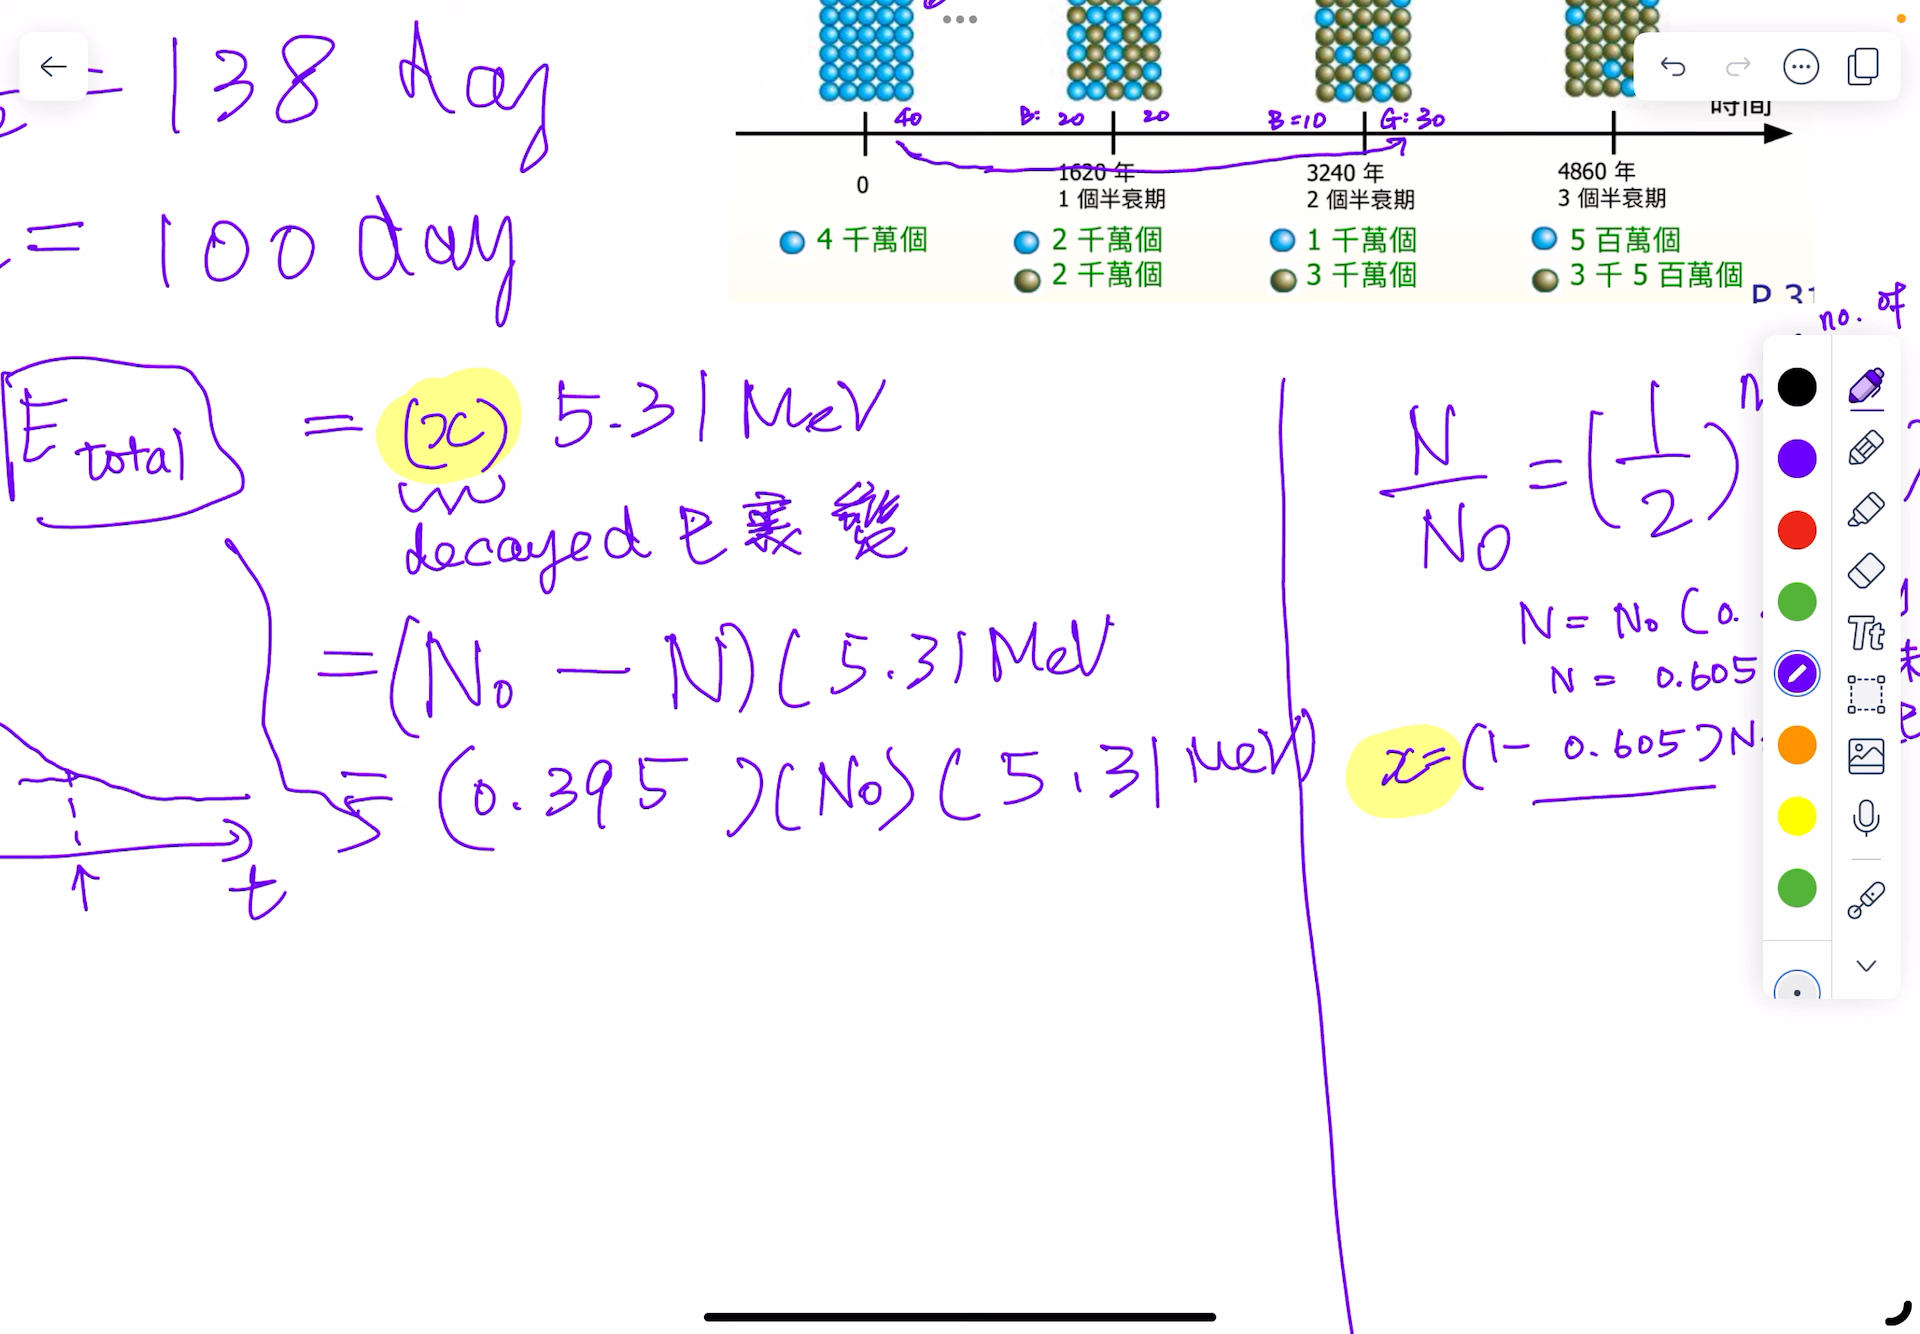 = 138 day
= 100 day
40
B: 20 20
B=10 G: 30
時間
0
1620 年
1 個半衰期
3240 年
2 個半衰期
4860 年
3 個半衰期
4 千萬個
2 千萬個
2 千萬個
1 千萬個
3 千萬個
5 百萬個
3 千 5 百萬個
no. of
E total = (x) 5.31 MeV
decayed 已衰變
= (N₀ - N)(5.31 MeV
= (0.395)(N₀)(5.31 MeV)
t
N/N₀ = (1/2)
N = N₀ (0.
N = 0.605
x = (1- 0.605)N
Tt